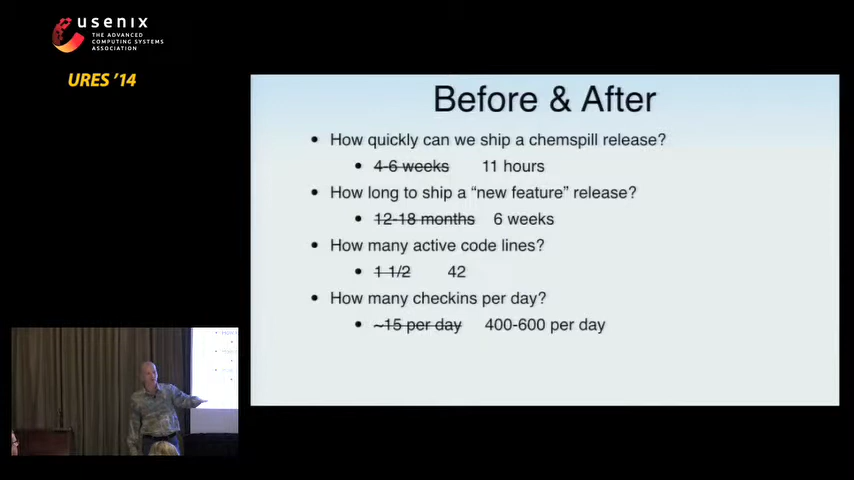 usenix
THE ADVANCED
COMPUTING SYSTEMS
ASSOCIATION
URES '14
Before & After
• How quickly can we ship a chemspill release?
• 4-6 weeks 11 hours
• How long to ship a “new feature” release?
• 12-18 months 6 weeks
• How many active code lines?
• 1 1/2 42
• How many checkins per day?
• ~15 per day 400-600 per day